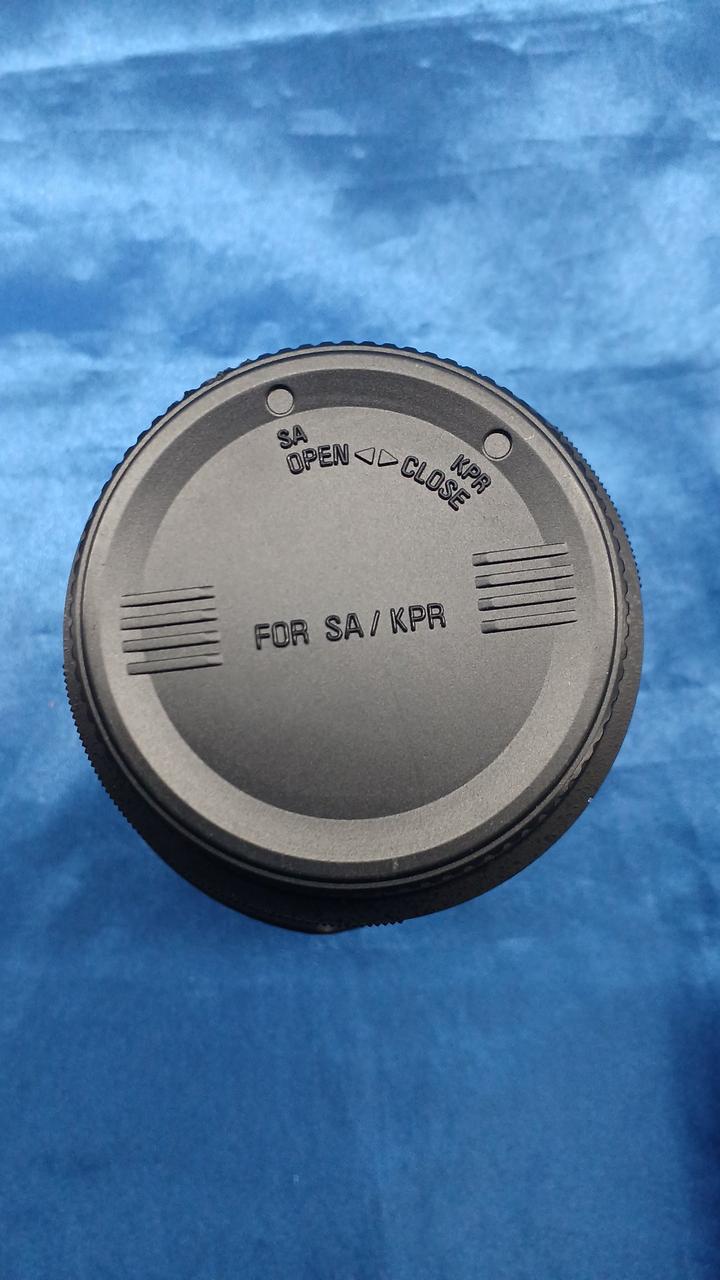 SA KPR
OPEN ◁ ▷ CLOSE
FOR SA / KPR